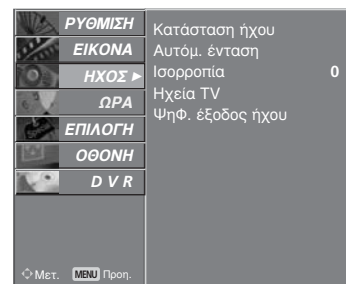 ΡΥΘΜΙΣΗ
ΕΙΚΟΝΑ
ΗΧΟΣ
ΩΡΑ
ΕΠΙΛΟΓΗ
ΟΘΟΝΗ
D V R
Κατάσταση ήχου
Αυτόμ. ένταση
Ισορροπία 0
Ηχεία TV
ΨηΦ. έξοδος ήχου
Μετ. MENU Προη.